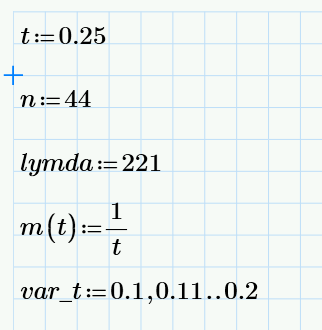 t:=0.25
n:=44
lymda:=221
m(t):=1/t
var_t:=0.1,0.11..0.2